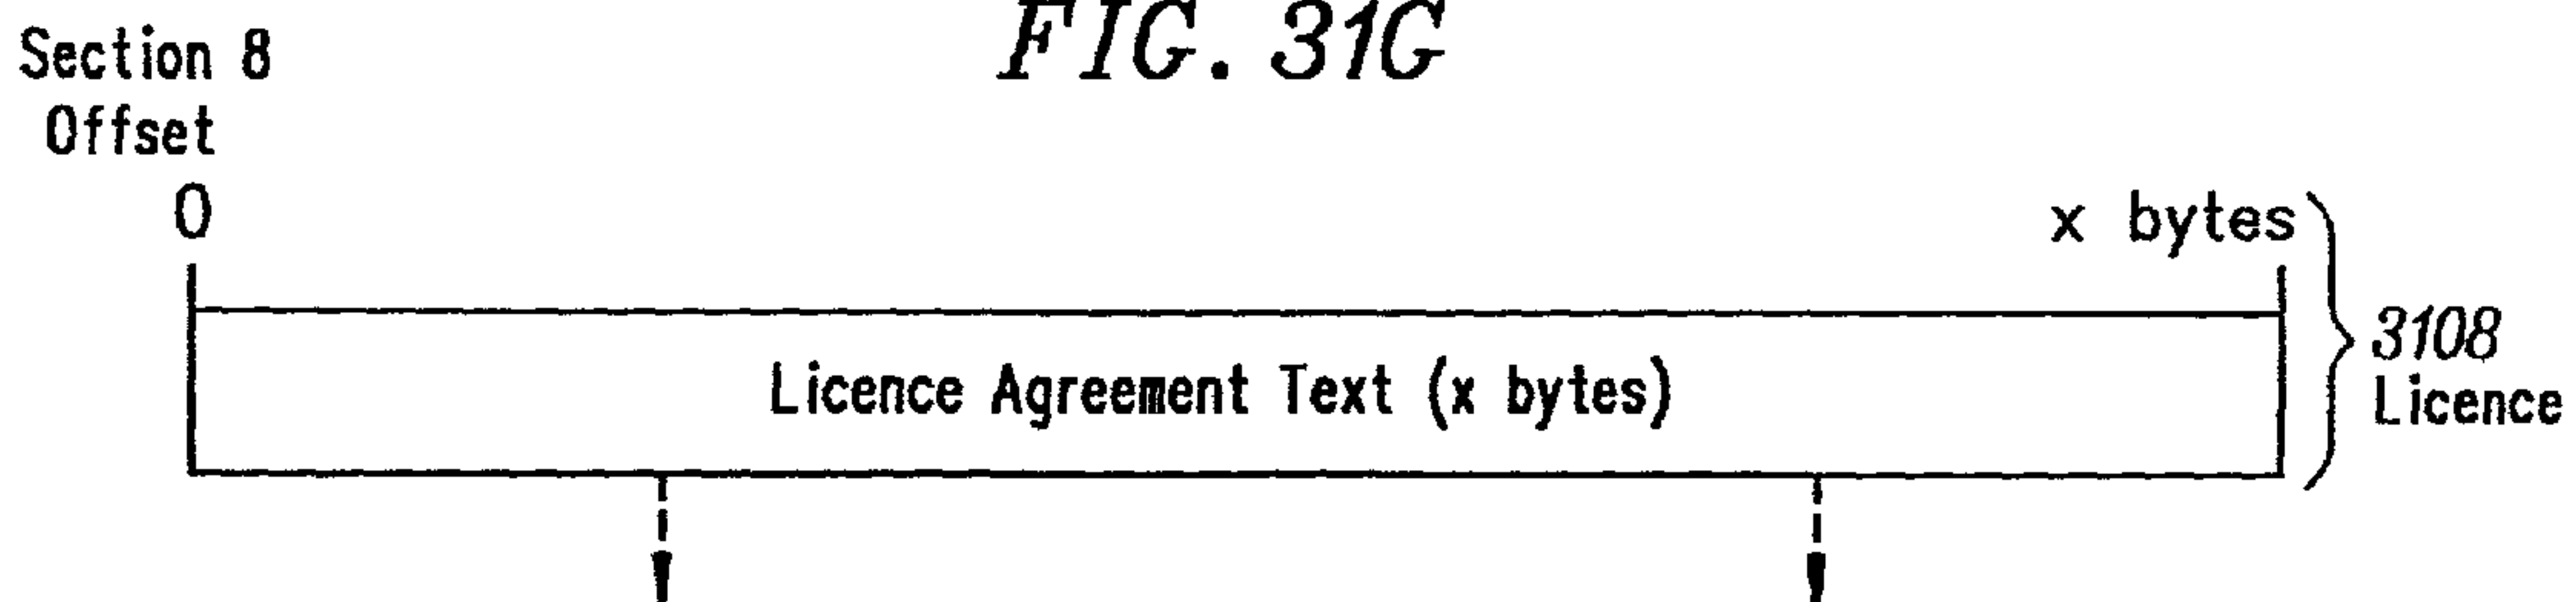 FIG. 31G
Section 8
Offset
0
x bytes
Licence Agreement Text (x bytes)
3108
Licence